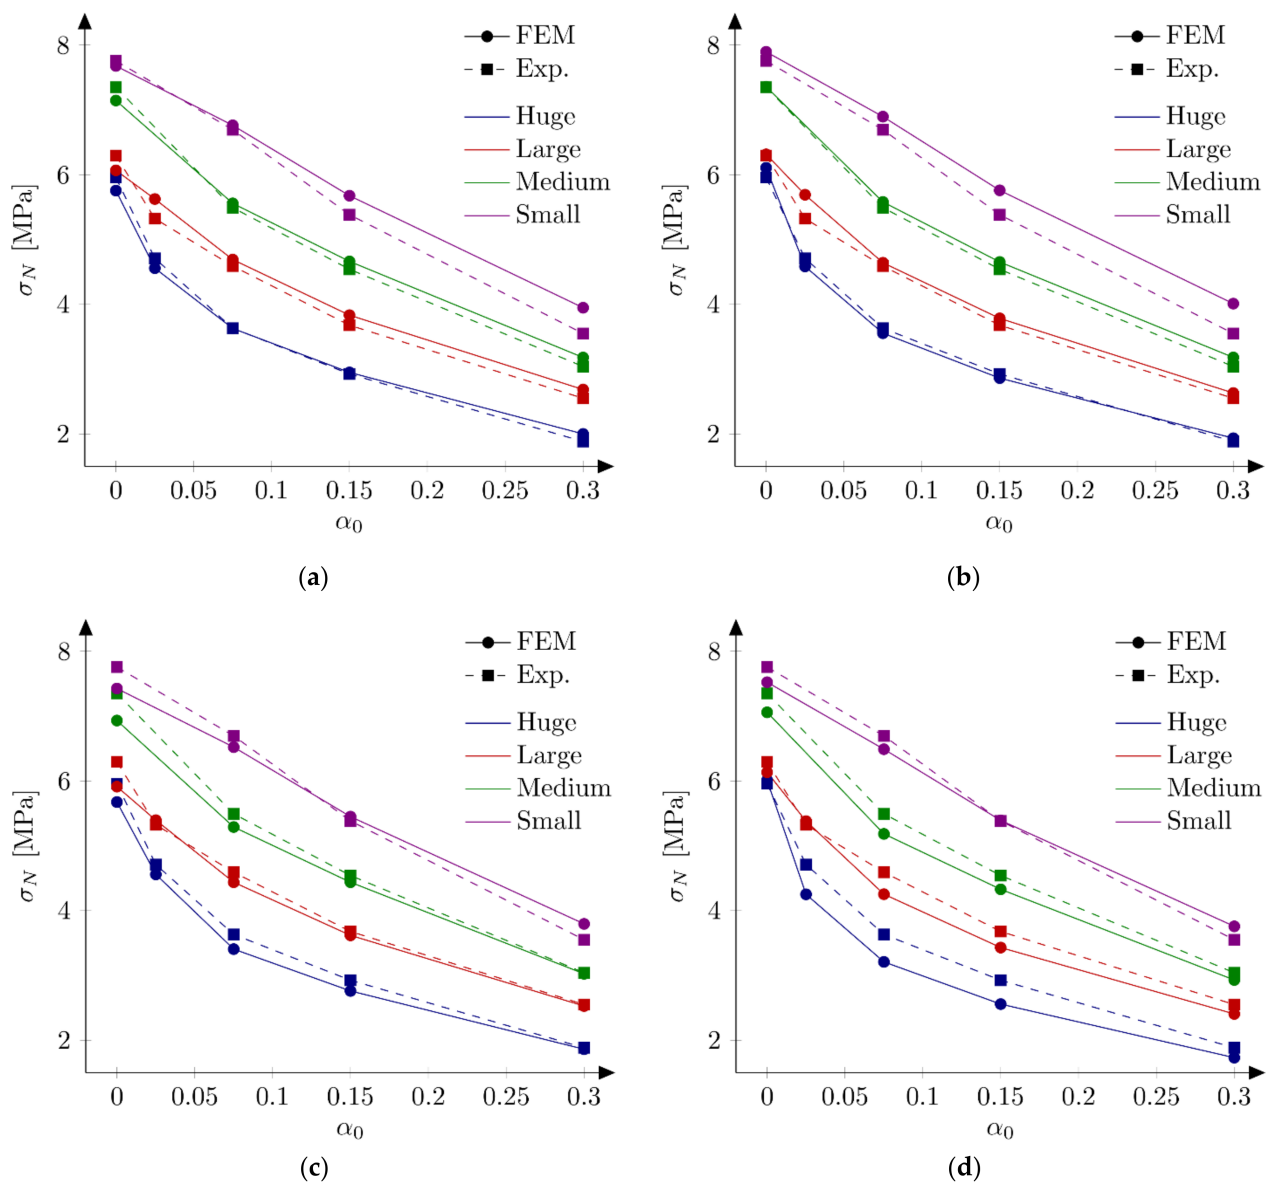 8
6
4
2
σN [MPa]
0 0.05 0.1 0.15 0.2 0.25 0.3
α0
FEM
Exp.
Huge
Large
Medium
Small
(a)
8
6
4
2
σN [MPa]
0 0.05 0.1 0.15 0.2 0.25 0.3
α0
FEM
Exp.
Huge
Large
Medium
Small
(b)
8
6
4
2
σN [MPa]
0 0.05 0.1 0.15 0.2 0.25 0.3
α0
FEM
Exp.
Huge
Large
Medium
Small
(c)
8
6
4
2
σN [MPa]
0 0.05 0.1 0.15 0.2 0.25 0.3
α0
FEM
Exp.
Huge
Large
Medium
Small
(d)